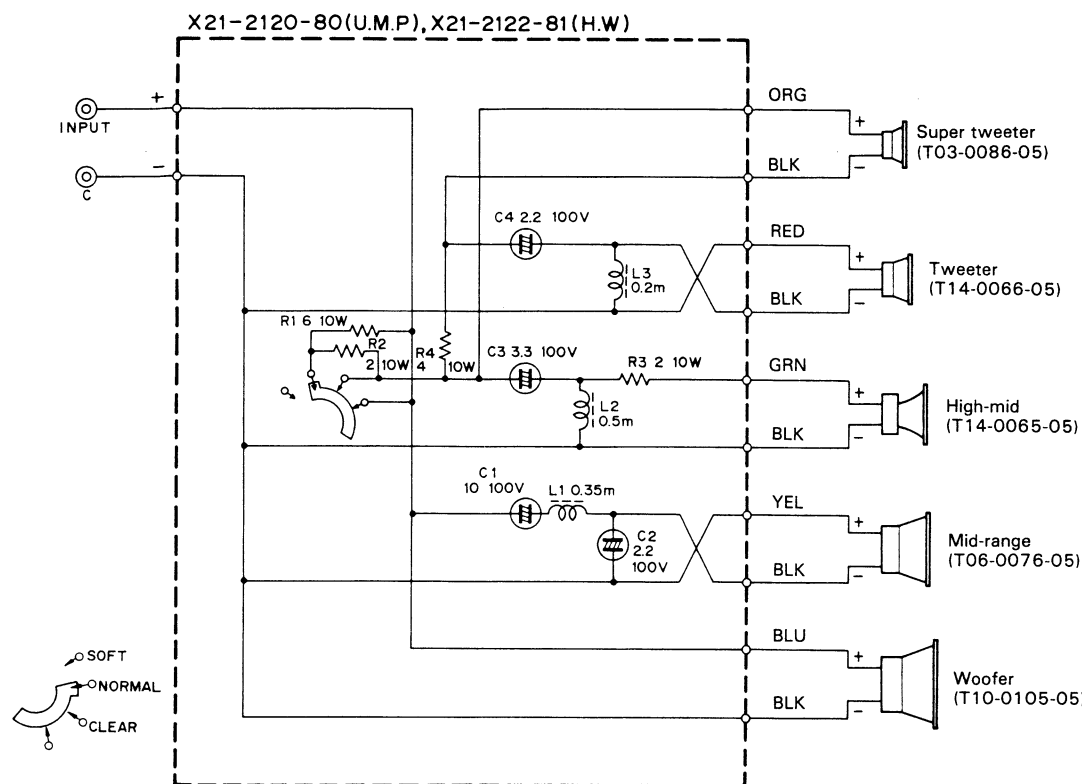 X21-2120-80(U.M.P), X21-2122-81(H.W)
+
INPUT
−
C
ORG
+
Super tweeter
(T03-0086-05)
BLK
−
C4 2.2 100V
RED
+
L3
0.2m
Tweeter
(T14-0066-05)
BLK
−
R1 6 10W
R2
2 10W
R4
4
10W
C3 3.3 100V
R3 2 10W
GRN
+
L2
0.5m
High-mid
(T14-0065-05)
BLK
−
C1
10 100V
L1 0.35m
YEL
+
C2
2.2
100V
Mid-range
(T06-0076-05)
BLK
−
BLU
+
SOFT
NORMAL
CLEAR
Woofer
(T10-0105-05)
BLK
−